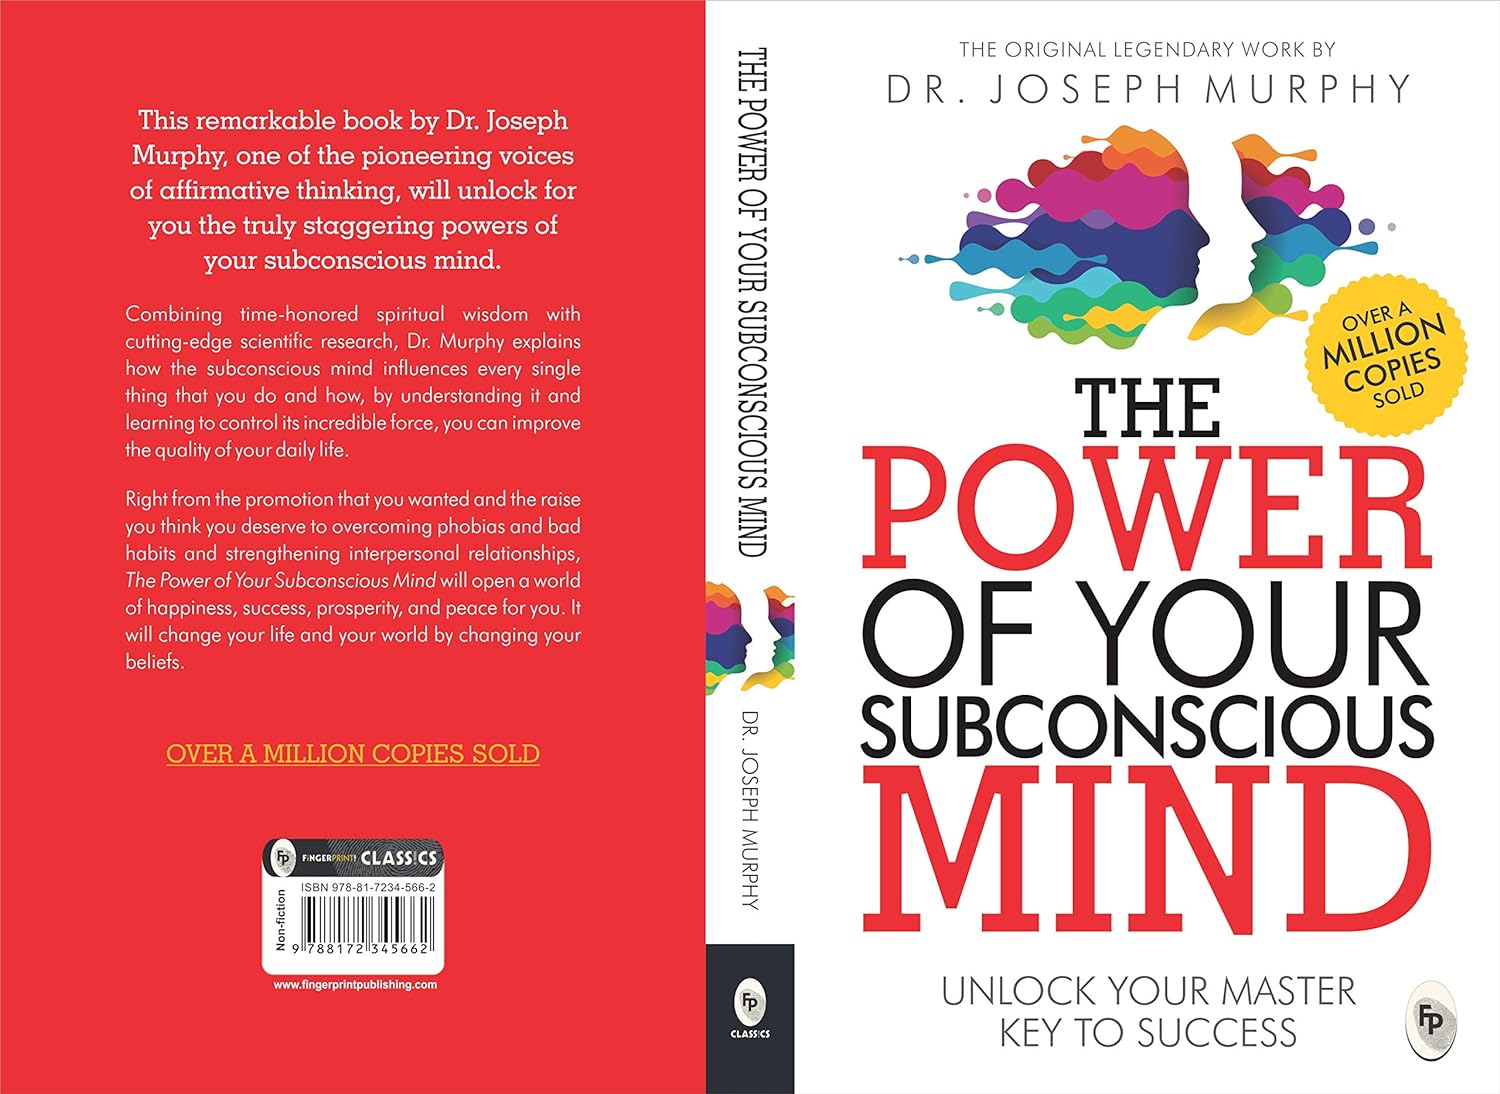 This remarkable book by Dr. Joseph
Murphy, one of the pioneering voices
of affirmative thinking, will unlock for
you the truly staggering powers of
your subconscious mind.
Combining time-honored spiritual wisdom with
cutting-edge scientific research, Dr. Murphy explains
how the subconscious mind influences every single
thing that you do and how, by understanding it and
learning to control its incredible force, you can improve
the quality of your daily life.
Right from the promotion that you wanted and the raise
you think you deserve to overcoming phobias and bad
habits and strengthening interpersonal relationships,
The Power of Your Subconscious Mind will open a world
of happiness, success, prosperity, and peace for you. It
will change your life and your world by changing your
beliefs.
OVER A MILLION COPIES SOLD
FP FINGERPRINT! CLASSICS
ISBN 978-81-7234-566-2
Non-fiction
9 788172 345662
www.fingerprintpublishing.com
THE POWER OF YOUR SUBCONSCIOUS MIND
DR. JOSEPH MURPHY
FP
CLASSICS
THE ORIGINAL LEGENDARY WORK BY
DR. JOSEPH MURPHY
OVER A
MILLION
COPIES
SOLD
THE
POWER
OF YOUR
SUBCONSCIOUS
MIND
UNLOCK YOUR MASTER
KEY TO SUCCESS
FP